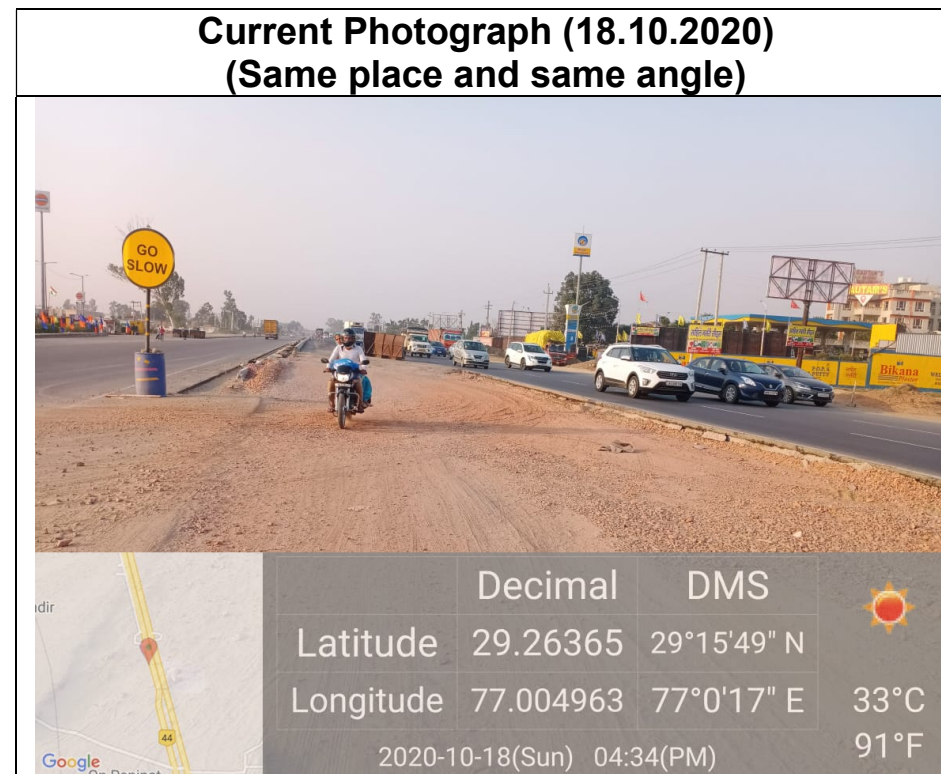 Current Photograph (18.10.2020)
(Same place and same angle)
GO
SLOW
Bikana
Decimal DMS
Latitude 29.26365 29°15'49" N
Longitude 77.004963 77°0'17" E
2020-10-18(Sun) 04:34(PM)
33°C
91°F
44
Google